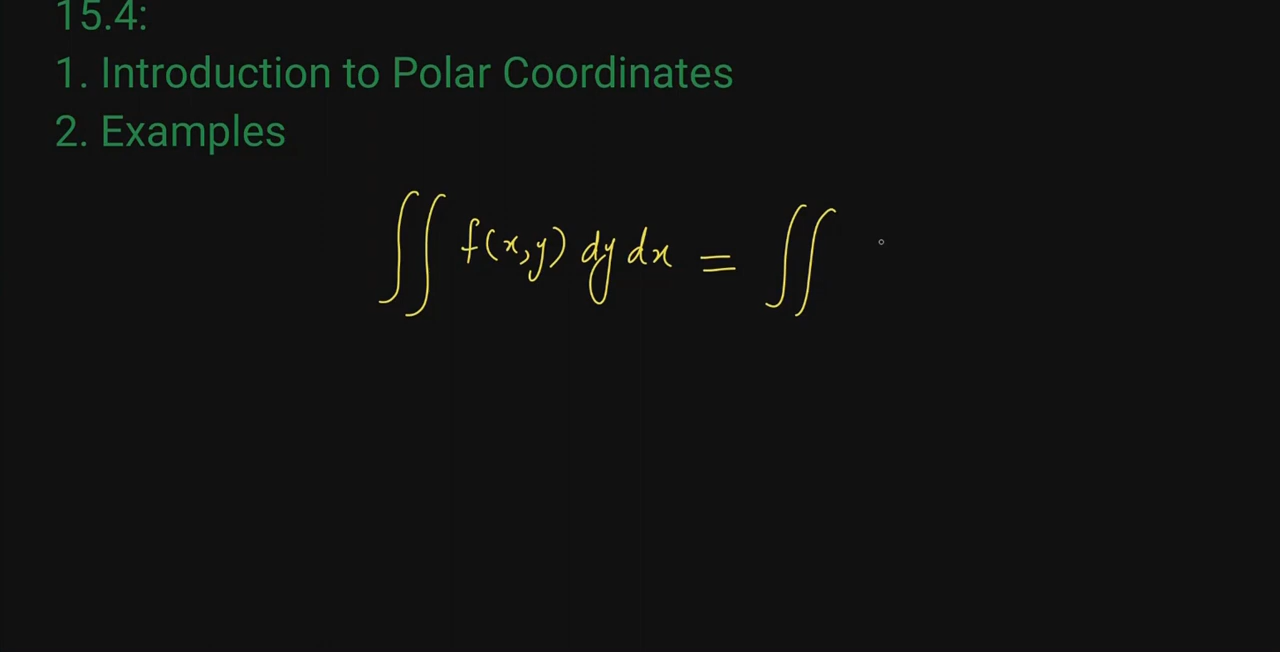 15.4:
1. Introduction to Polar Coordinates
2. Examples
∬ f(x,y) dy dx = ∬